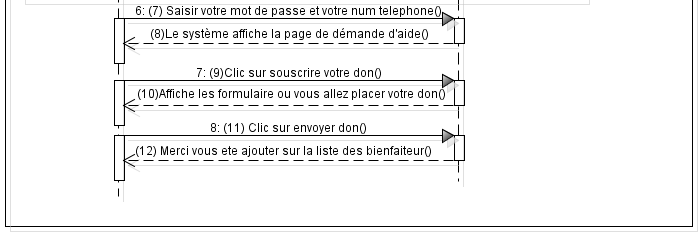 6: (7) Saisir votre mot de passe et votre num telephone()
(8)Le système affiche la page de démande d'aide()
7: (9)Clic sur souscrire votre don()
(10)Affiche les formulaire ou vous allez placer votre don()
8: (11) Clic sur envoyer don()
(12) Merci vous ete ajouter sur la liste des bienfaiteur()